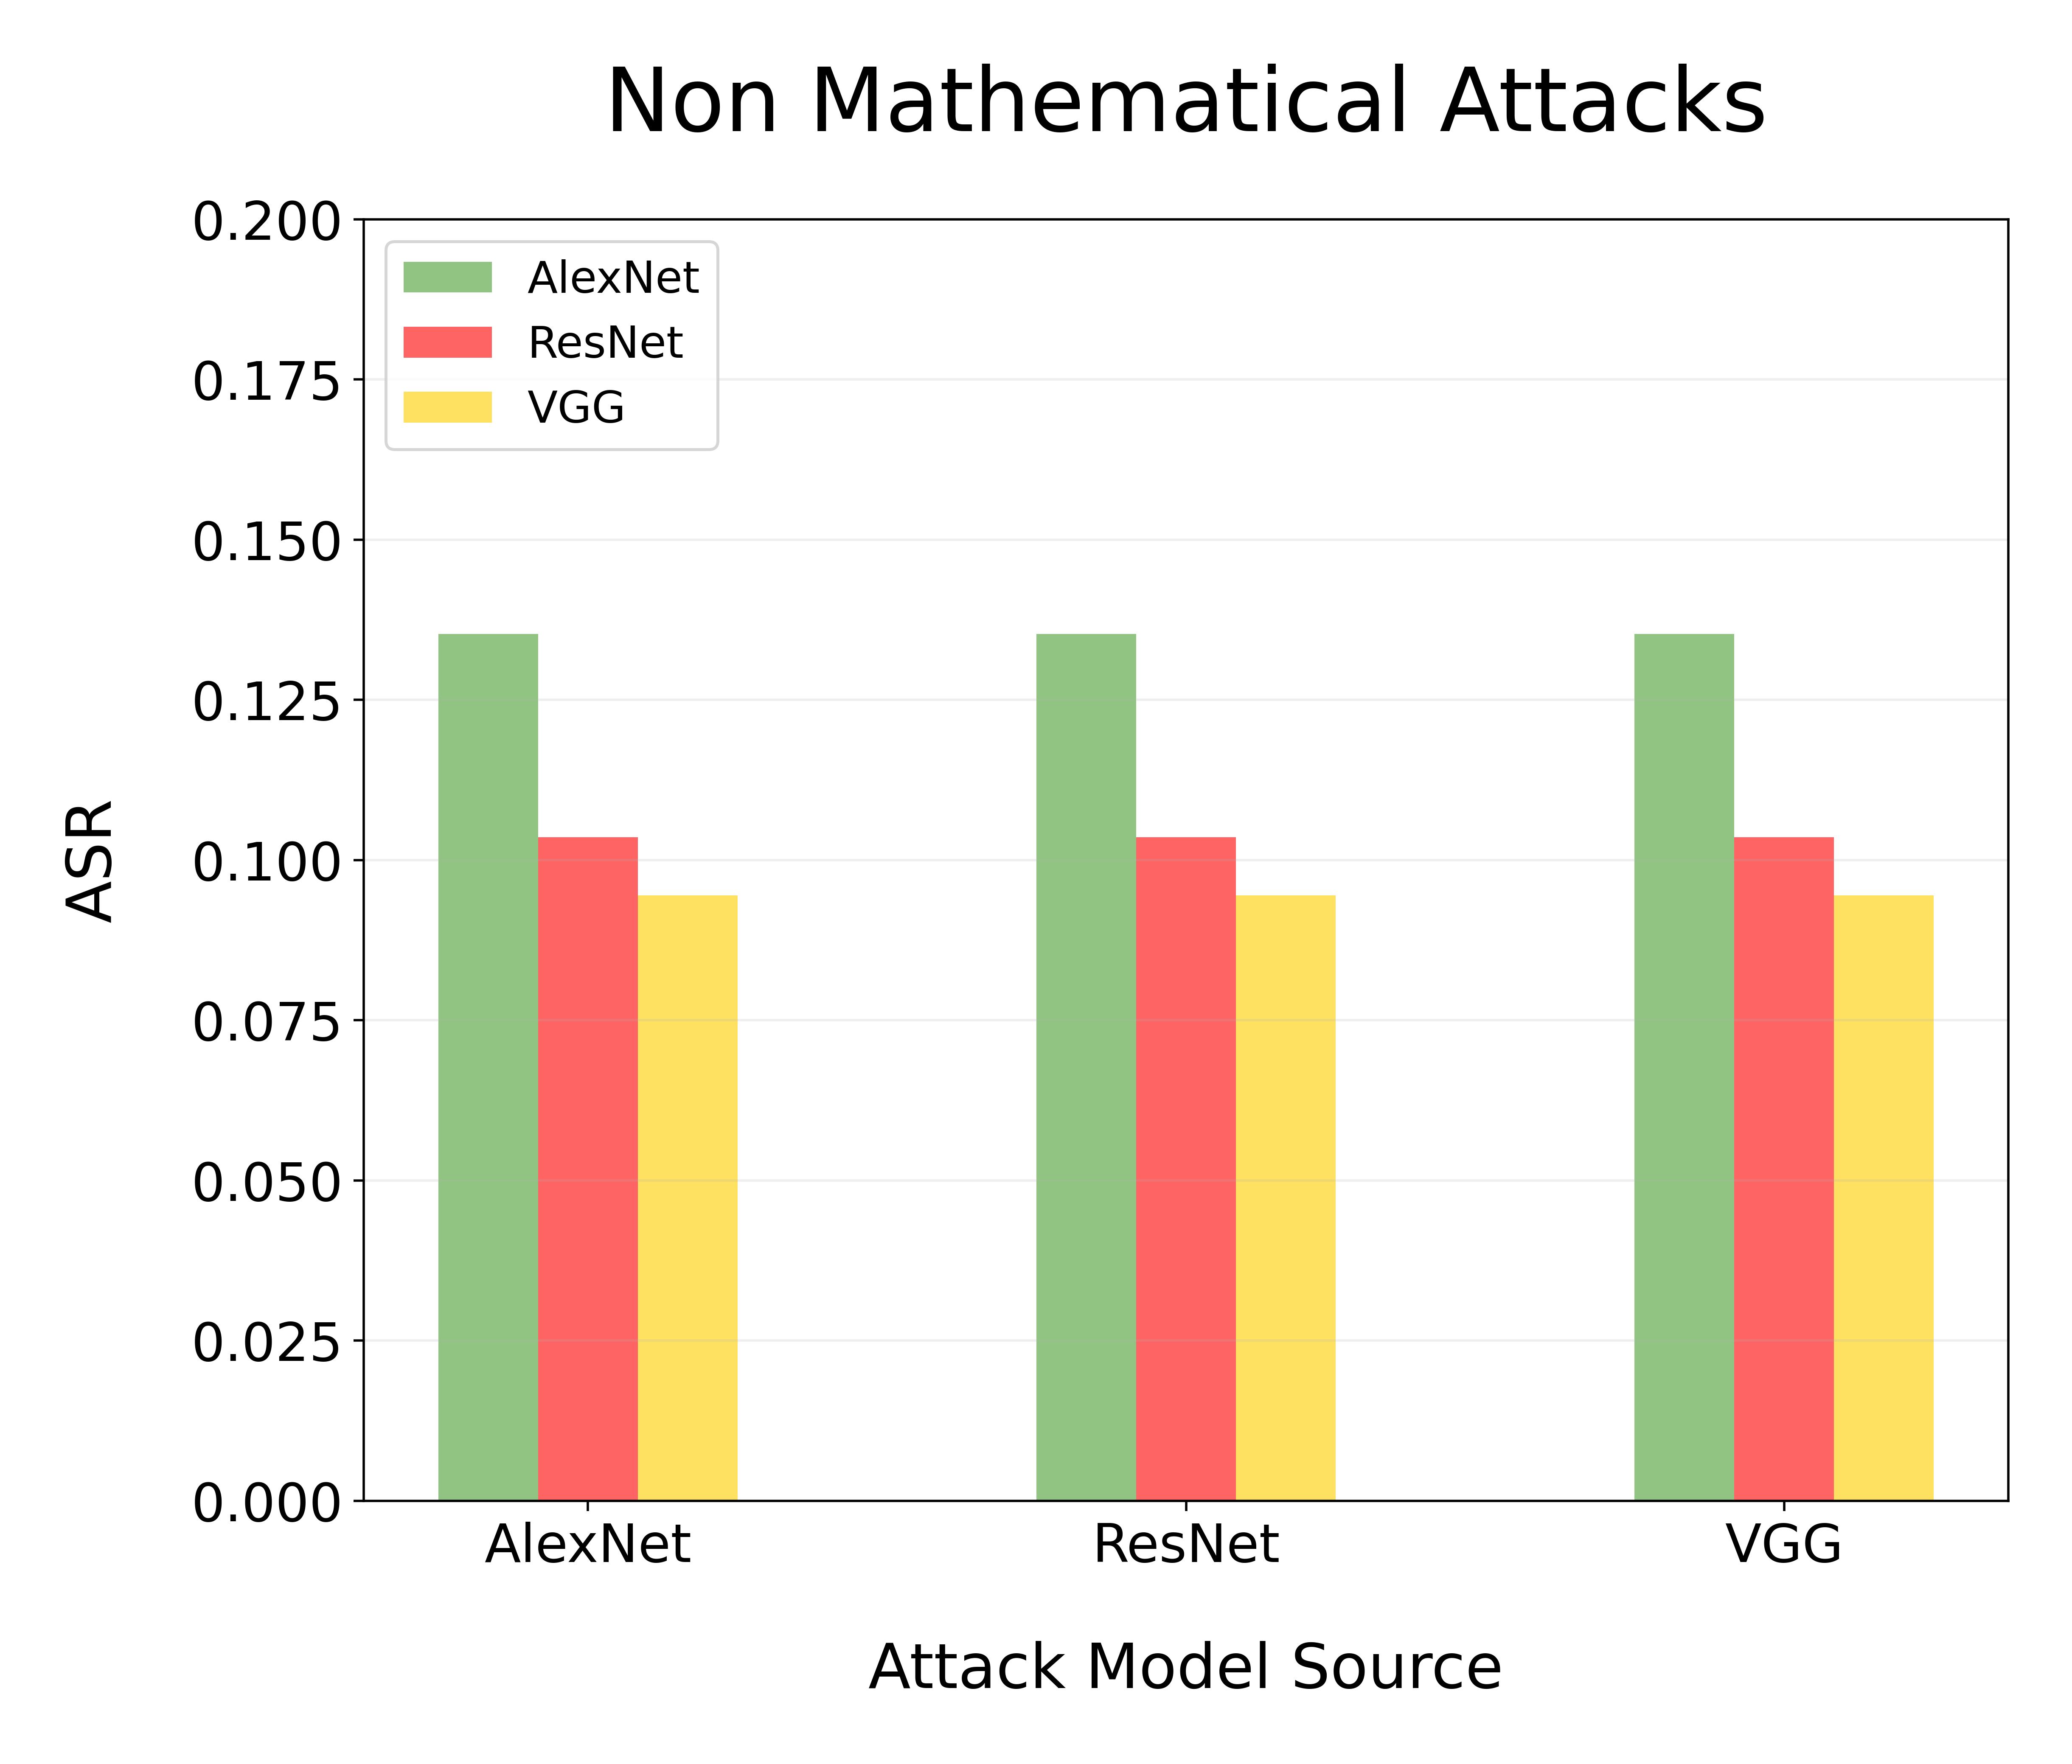 Non Mathematical Attacks
0.200
0.175
0.150
0.125
0.100
0.075
0.050
0.025
0.000
ASR
AlexNet
ResNet
VGG
AlexNet ResNet VGG
Attack Model Source